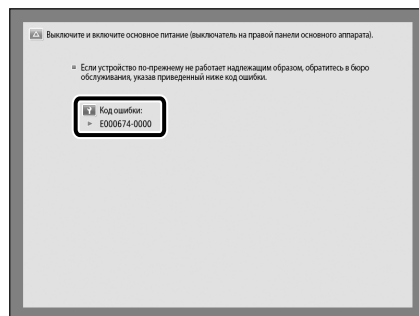 Выключите и включите основное питание (выключатель на правой панели основного аппарата).
Если устройство по-прежнему не работает надлежащим образом, обратитесь в бюро
обслуживания, указав приведенный ниже код ошибки.
Код ошибки:
E000674-0000